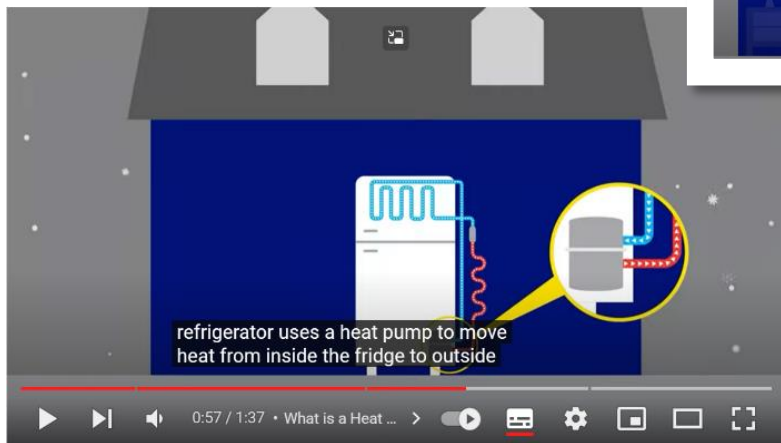 refrigerator uses a heat pump to move
heat from inside the fridge to outside
0:57 / 1:37 • What is a Heat ... >